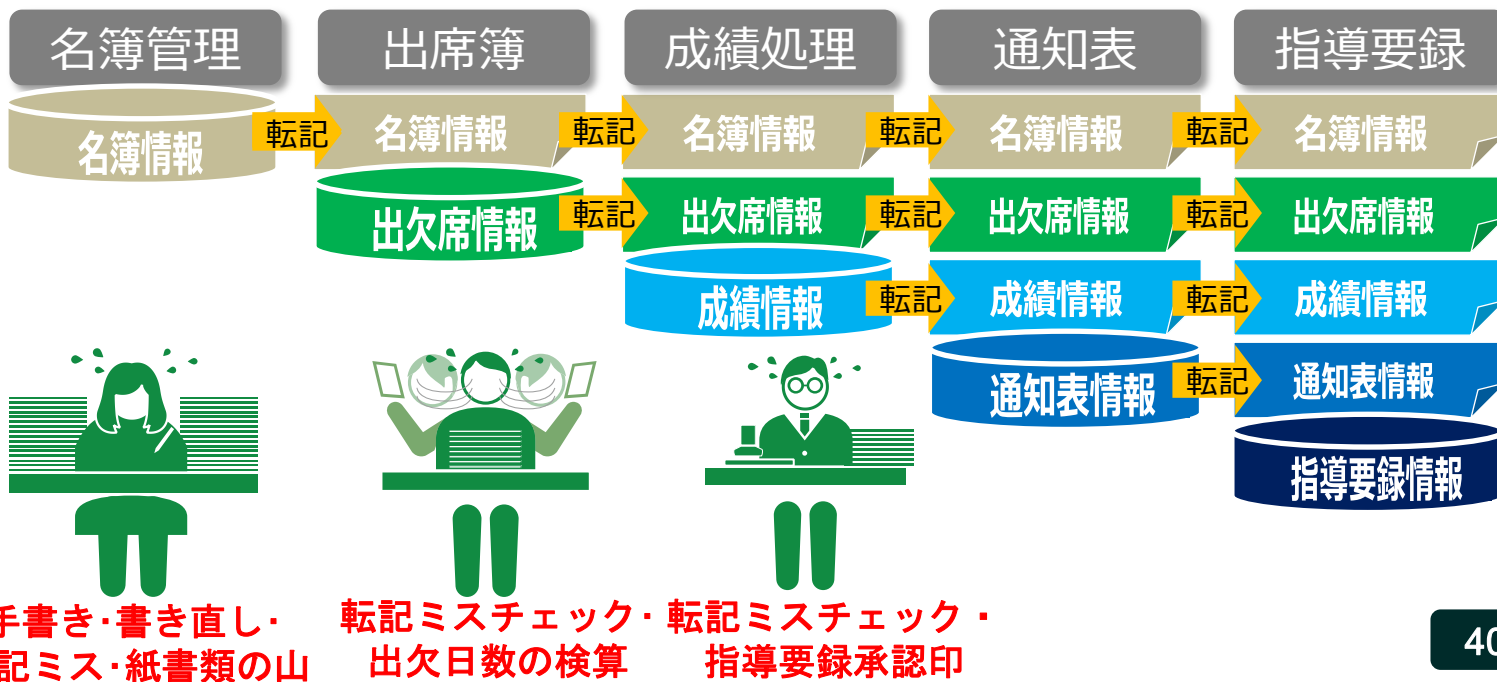 名簿管理 出席簿 成績処理 通知表 指導要録
名簿情報 転記 名簿情報 転記 名簿情報 転記 名簿情報 転記 名簿情報
出欠席情報 転記 出欠席情報 転記 出欠席情報 転記 出欠席情報
成績情報 転記 成績情報 転記 成績情報
通知表情報 転記 通知表情報
指導要録情報
手書き・書き直し・
記ミス・紙書類の山
転記ミスチェック・
出欠日数の検算
転記ミスチェック・
指導要録承認印
40